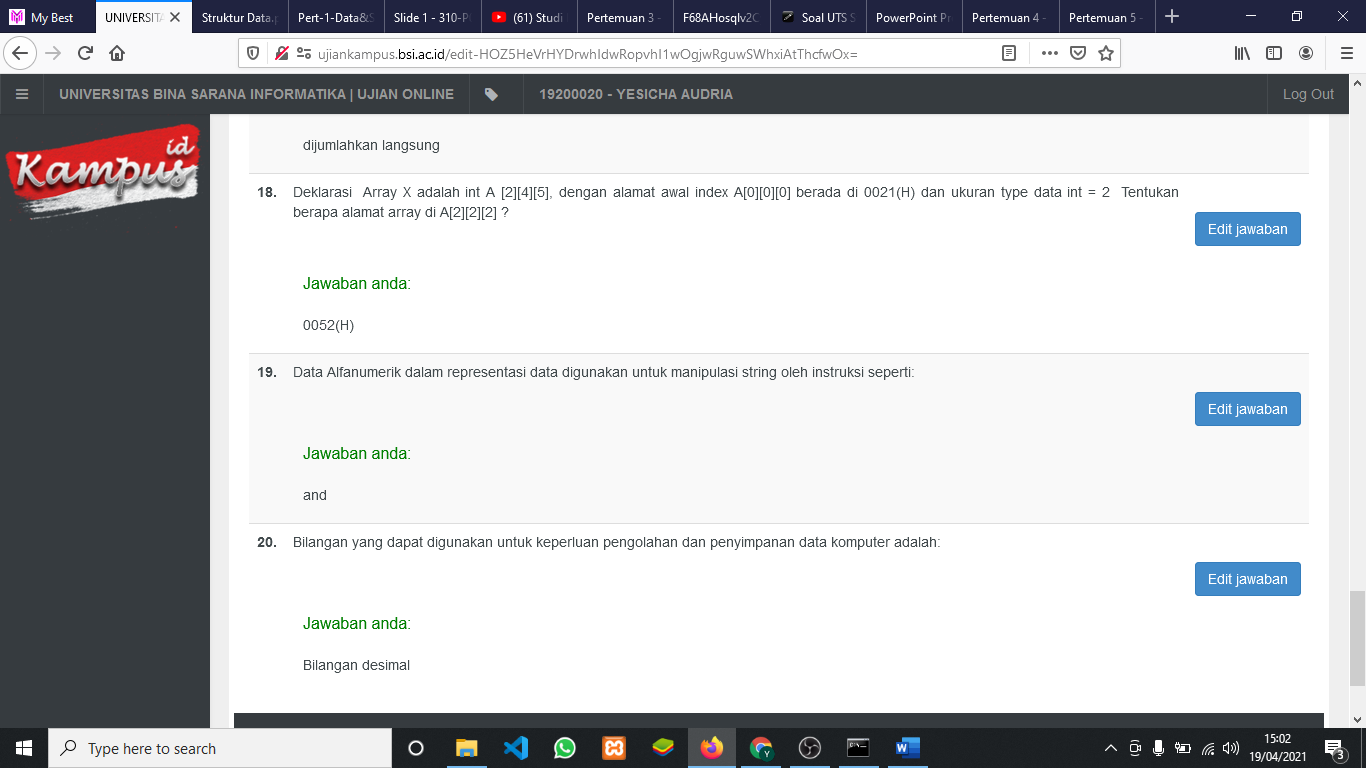 My Best
UNIVERSITA
Struktur Data.p
Pert-1-Data&S
Slide 1 - 310-P
(61) Studi
Pertemuan 3 -
F68AHosqlv2C
Soal UTS S
PowerPoint Pr
Pertemuan 4 -
Pertemuan 5 -
ujiankampus.bsi.ac.id/edit-HOZ5HeVrHYDrwhIdwRopvhI1wOgjwRguwSWhxiAtThcfwOx=
UNIVERSITAS BINA SARANA INFORMATIKA | UJIAN ONLINE
19200020 - YESICHA AUDRIA
Log Out
Kampus id
dijumlahkan langsung
18. Deklarasi Array X adalah int A [2][4][5], dengan alamat awal index A[0][0][0] berada di 0021(H) dan ukuran type data int = 2 Tentukan
berapa alamat array di A[2][2][2] ?
Edit jawaban
Jawaban anda:
0052(H)
19. Data Alfanumerik dalam representasi data digunakan untuk manipulasi string oleh instruksi seperti:
Edit jawaban
Jawaban anda:
and
20. Bilangan yang dapat digunakan untuk keperluan pengolahan dan penyimpanan data komputer adalah:
Edit jawaban
Jawaban anda:
Bilangan desimal
Type here to search
15:02
19/04/2021
3